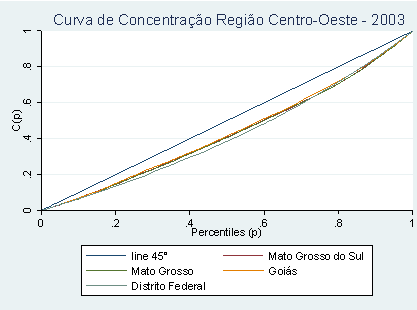 Curva de Concentração Região Centro-Oeste - 2003
C(p)
1
.8
.6
.4
.2
0
0 .2 .4 .6 .8 1
Percentiles (p)
line 45° Mato Grosso do Sul
Mato Grosso Goiás
Distrito Federal